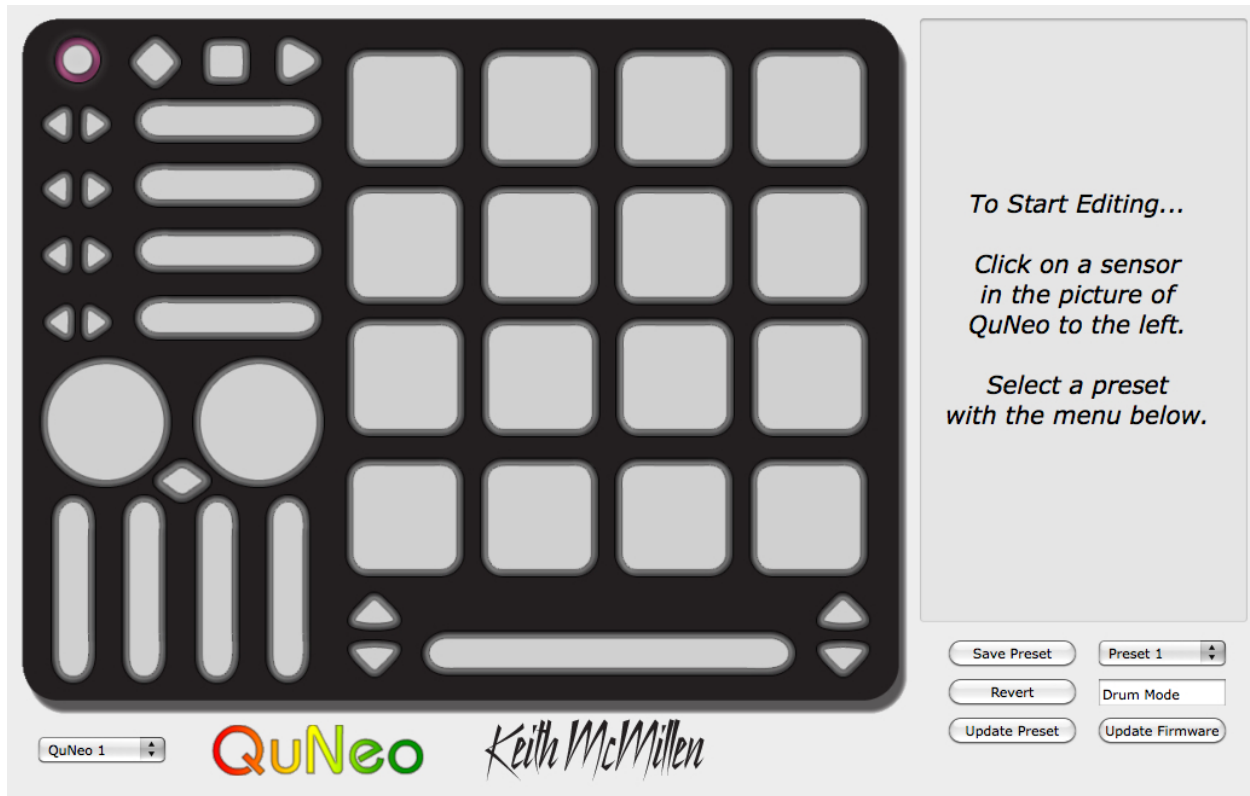 To Start Editing...
Click on a sensor
in the picture of
QuNeo to the left.
Select a preset
with the menu below.
Save Preset
Preset 1
Revert
Drum Mode
Update Preset
Update Firmware
QuNeo 1
QuNeo
Keith McMillen